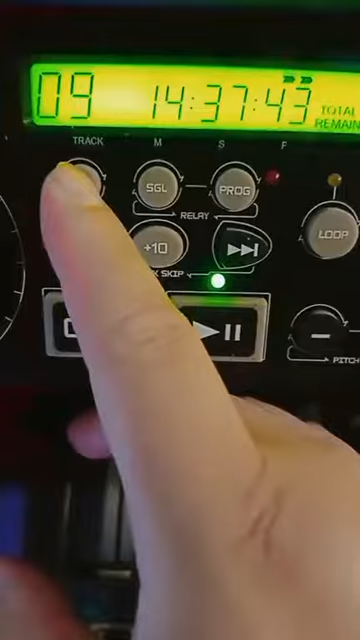 09 14:37:43
TOTAL
REMAIN
TRACK M S F
SGL PROG
RELAY
LOOP
+10
SKIP
PITCH